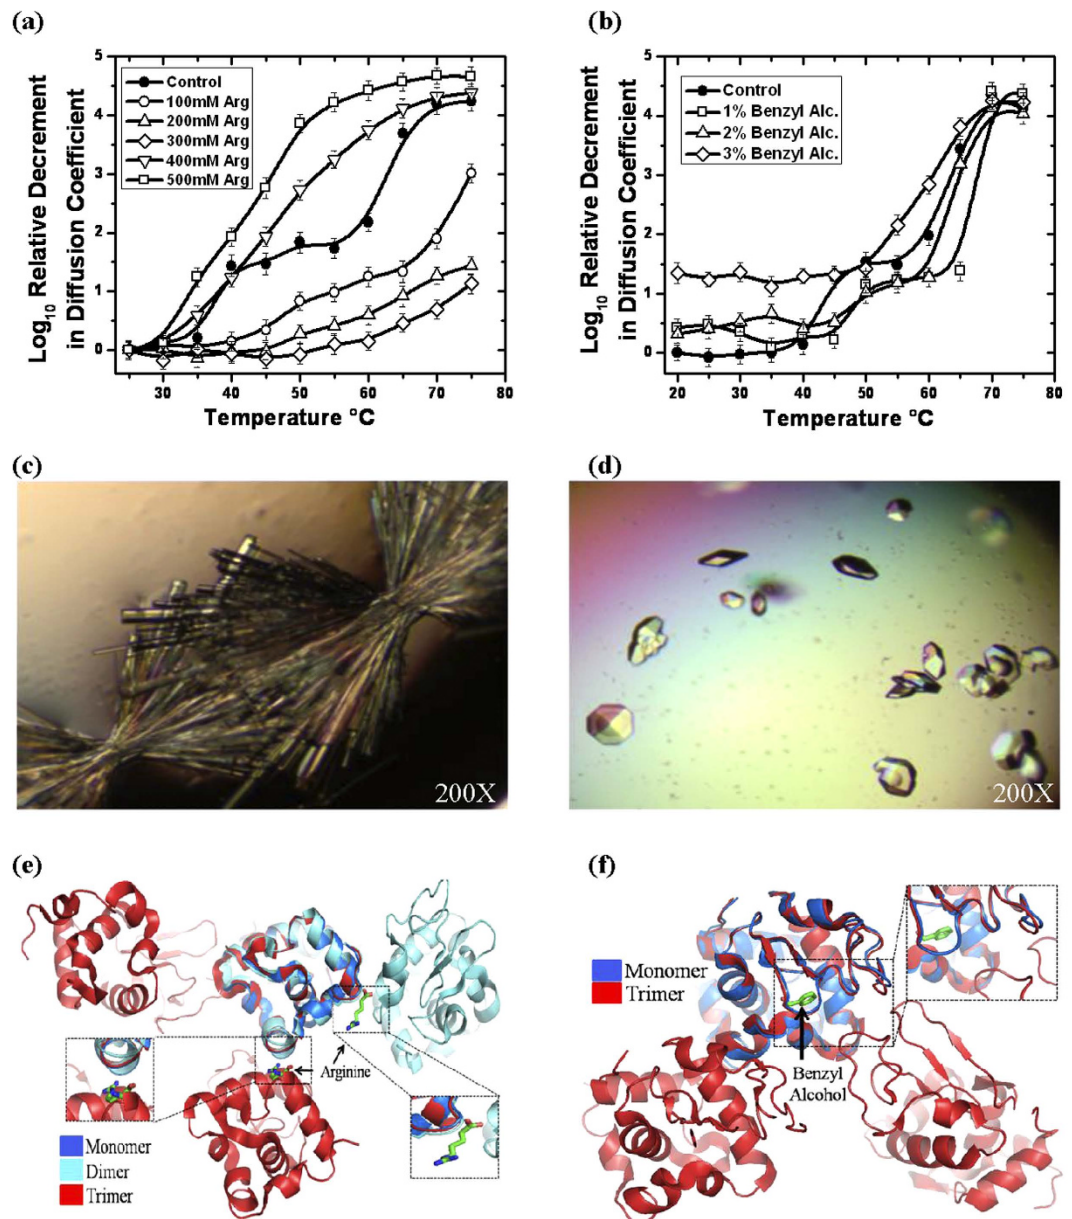 (a)
Log10 Relative Decrement
in Diffusion Coefficient
5
4
3
2
1
0
Control
100mM Arg
200mM Arg
300mM Arg
400mM Arg
500mM Arg
30 40 50 60 70 80
Temperature °C
(b)
Log10 Relative Decrement
in Diffusion Coefficient
5
4
3
2
1
0
Control
1% Benzyl Alc.
2% Benzyl Alc.
3% Benzyl Alc.
20 30 40 50 60 70 80
Temperature °C
(c)
200X
(d)
200X
(e)
Arginine
Monomer
Dimer
Trimer
(f)
Monomer
Trimer
Benzyl
Alcohol